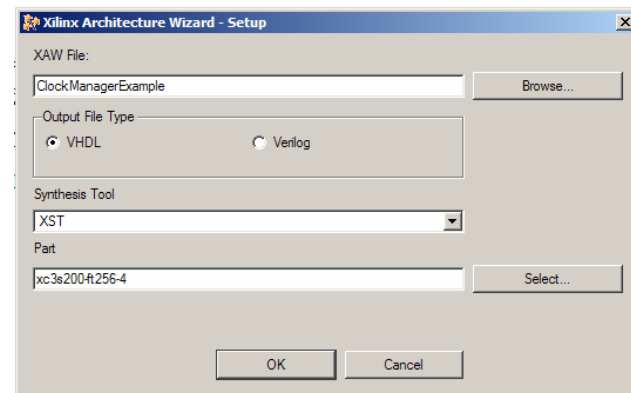 Xilinx Architecture Wizard - Setup
XAW File:
ClockManagerExample
Browse...
Output File Type
VHDL
Verilog
Synthesis Tool
XST
Part
xc3s200-ft256-4
Select...
OK
Cancel